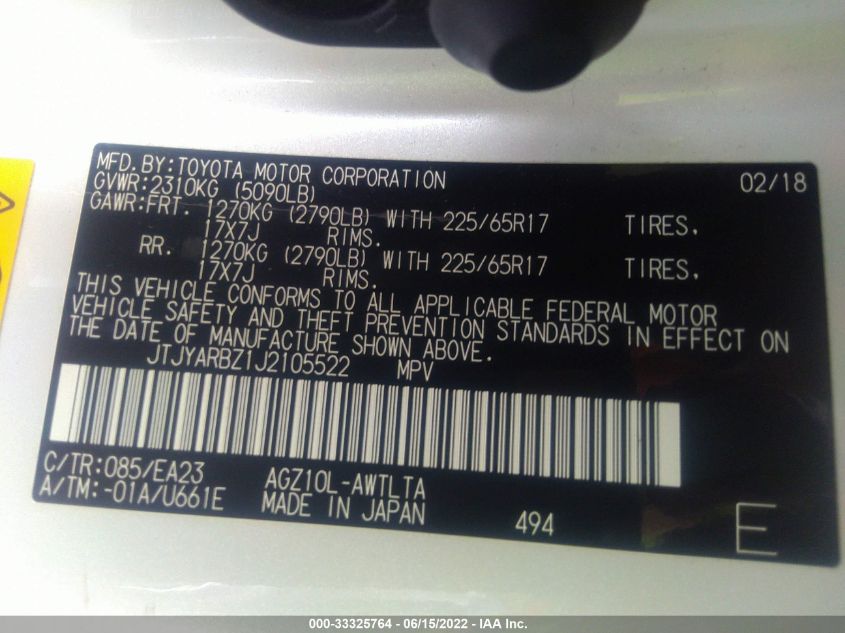 MFD.BY:TOYOTA MOTOR CORPORATION 02/18
GVWR:2310KG (5090LB)
GAWR:FRT. 1270KG (2790LB) WITH 225/65R17 TIRES.
17X7J RIMS.
RR. 1270KG (2790LB) WITH 225/65R17 TIRES.
17X7J RIMS.
THIS VEHICLE CONFORMS TO ALL APPLICABLE FEDERAL MOTOR
VEHICLE SAFETY AND THEFT PREVENTION STANDARDS IN EFFECT ON
THE DATE OF MANUFACTURE SHOWN ABOVE.
JTJYARBZ1J2105522 MPV
C/TR:085/EA23 AGZ10L-AWTLTA
A/TM:-01A/U661E MADE IN JAPAN 494 E
000-33325764 - 06/15/2022 - IAA Inc.